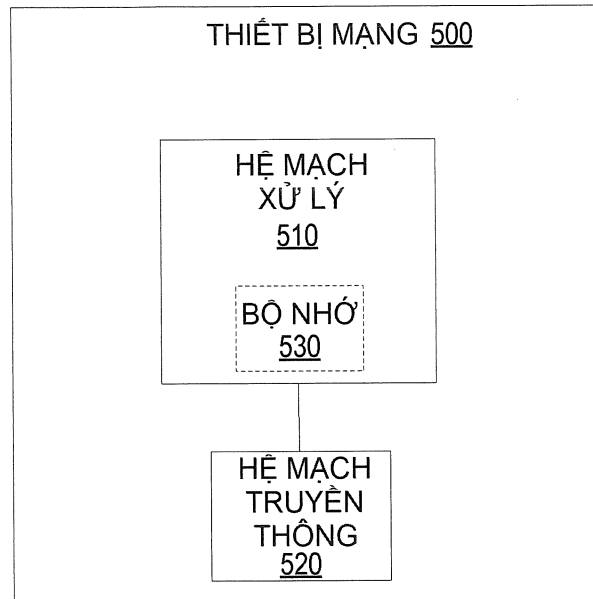 THIẾT BỊ MẠNG 500
HỆ MẠCH
XỬ LÝ
510
BỘ NHỚ
530
HỆ MẠCH
TRUYỀN
THÔNG
520